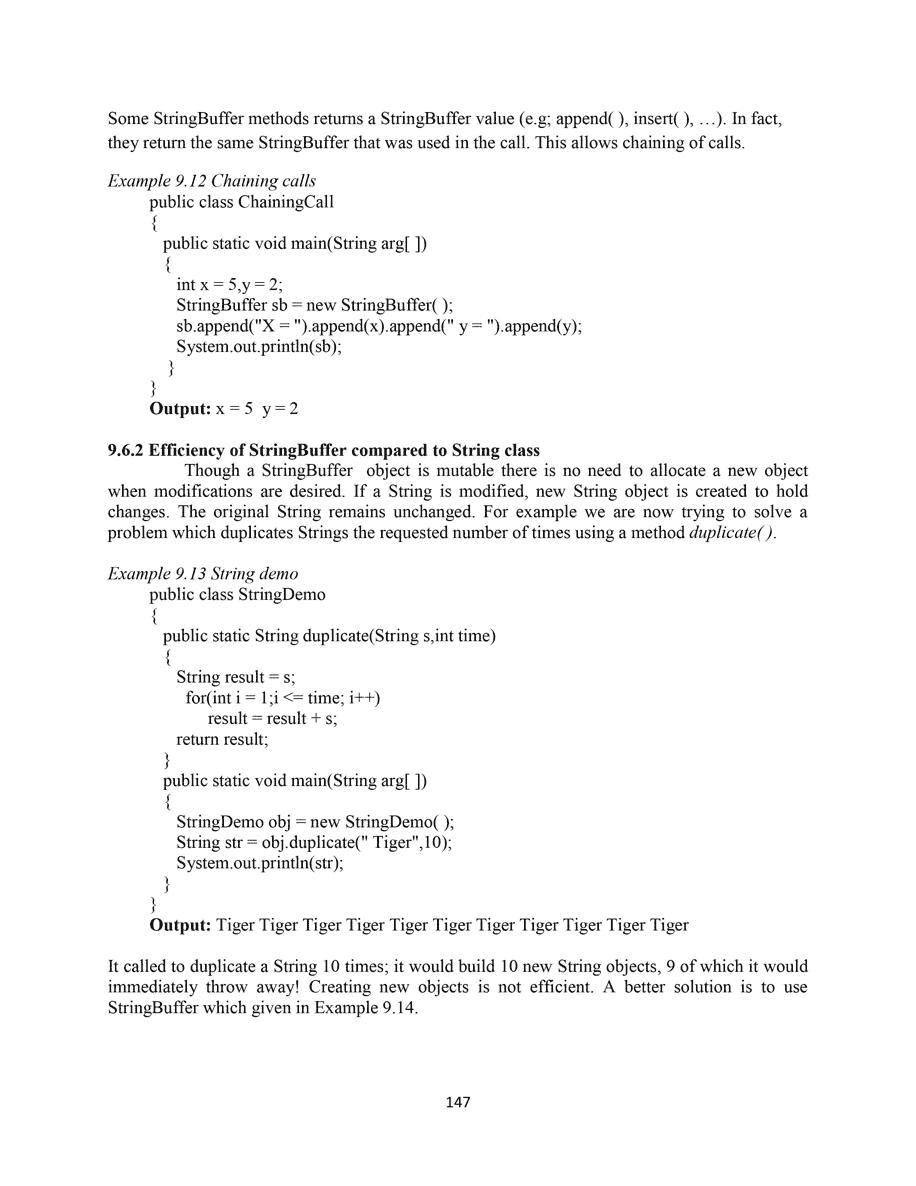 Some StringBuffer methods returns a StringBuffer value (e.g; append( ), insert( ), …). In fact,
they return the same StringBuffer that was used in the call. This allows chaining of calls.
Example 9.12 Chaining calls
public class ChainingCall
{
public static void main(String arg[ ])
{
int x = 5,y = 2;
StringBuffer sb = new StringBuffer( );
sb.append("X = ").append(x).append(" y = ").append(y);
System.out.println(sb);
}
}
Output: x = 5  y = 2
9.6.2 Efficiency of StringBuffer compared to String class
Though a StringBuffer  object is mutable there is no need to allocate a new object
when modifications are desired. If a String is modified, new String object is created to hold
changes. The original String remains unchanged. For example we are now trying to solve a
problem which duplicates Strings the requested number of times using a method duplicate( ).
Example 9.13 String demo
public class StringDemo
{
public static String duplicate(String s,int time)
{
String result = s;
for(int i = 1;i <= time; i++)
result = result + s;
return result;
}
public static void main(String arg[ ])
{
StringDemo obj = new StringDemo( );
String str = obj.duplicate(" Tiger",10);
System.out.println(str);
}
}
Output: Tiger Tiger Tiger Tiger Tiger Tiger Tiger Tiger Tiger Tiger Tiger
It called to duplicate a String 10 times; it would build 10 new String objects, 9 of which it would
immediately throw away! Creating new objects is not efficient. A better solution is to use
StringBuffer which given in Example 9.14.
147